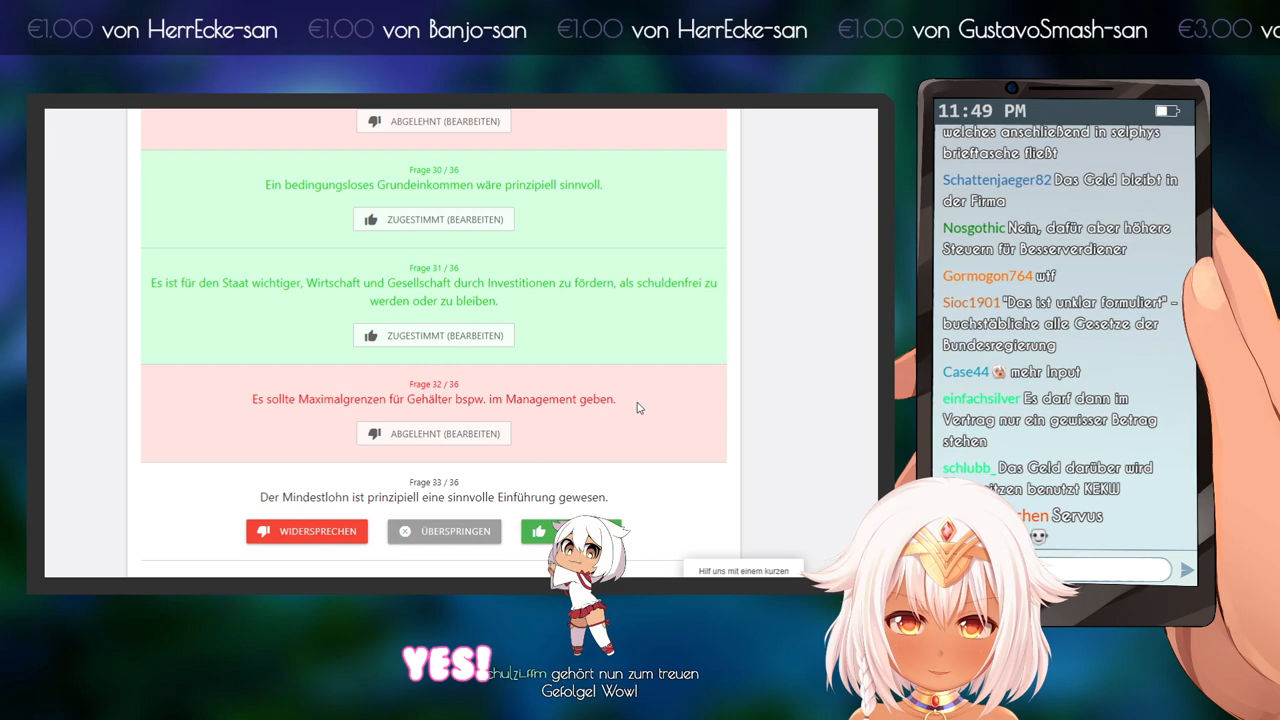 €1.00 von HerrEcke-san €1.00 von Banjo-san €1.00 von HerrEcke-san €1.00 von GustavoSmash-san €3.00
ABGELEHNT (BEARBEITEN)
Frage 30 / 36
Ein bedingungsloses Grundeinkommen wäre prinzipiell sinnvoll.
ZUGESTIMMT (BEARBEITEN)
Frage 31 / 36
Es ist für den Staat wichtiger, Wirtschaft und Gesellschaft durch Investitionen zu fördern, als schuldenfrei zu
werden oder zu bleiben.
ZUGESTIMMT (BEARBEITEN)
Frage 32 / 36
Es sollte Maximalgrenzen für Gehälter bspw. im Management geben.
ABGELEHNT (BEARBEITEN)
Frage 33 / 36
Der Mindestlohn ist prinzipiell eine sinnvolle Einführung gewesen.
WIDERSPRECHEN
ÜBERSPRINGEN
Hilf uns mit einem kurzen
11:49 PM
welches anschließend in selphys
brieftasche fließt
Schattenjaeger82 Das Geld bleibt in
der Firma
Nosgothic Nein, dafür aber höhere
Steuern für Besserverdiener
Gormogon764 wtf
Sioc1901 "Das ist unklar formuliert" -
buchstäbliche alle Gesetze der
Bundesregierung
Case44 mehr Input
einfachsilver Es darf dann im
Vertrag nur ein gewisser Betrag
stehen
schlubb_ Das Geld darüber wird
benutzt KEKW
Servus
YES!
gehört nun zum treuen
Gefolge! Wow!